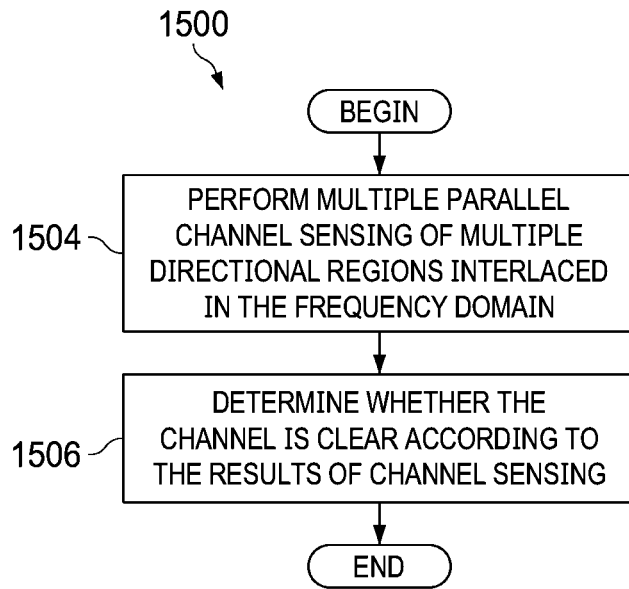 1500
BEGIN
1504
PERFORM MULTIPLE PARALLEL
CHANNEL SENSING OF MULTIPLE
DIRECTIONAL REGIONS INTERLACED
IN THE FREQUENCY DOMAIN
1506
DETERMINE WHETHER THE
CHANNEL IS CLEAR ACCORDING TO
THE RESULTS OF CHANNEL SENSING
END